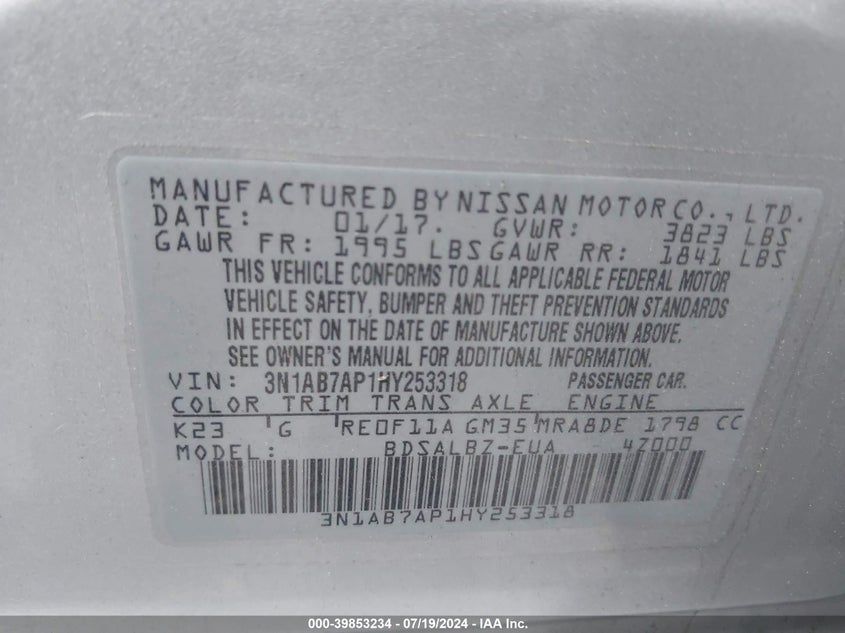 MANUFACTURED BY NISSAN MOTOR CO., LTD.
DATE: 01/17. GVWR: 3823 LBS
GAWR FR: 1995 LBS GAWR RR: 1841 LBS
THIS VEHICLE CONFORMS TO ALL APPLICABLE FEDERAL MOTOR
VEHICLE SAFETY, BUMPER AND THEFT PREVENTION STANDARDS
IN EFFECT ON THE DATE OF MANUFACTURE SHOWN ABOVE.
SEE OWNER'S MANUAL FOR ADDITIONAL INFORMATION.
VIN: 3N1AB7AP1HY253318 PASSENGER CAR.
COLOR TRIM TRANS AXLE ENGINE
K23 G RE0F11A GM35 MRA8DE 1798 CC
MODEL: BDSALBZ-EUA 4Z000
3N1AB7AP1HY253318
000-39853234 - 07/19/2024 - IAA Inc.